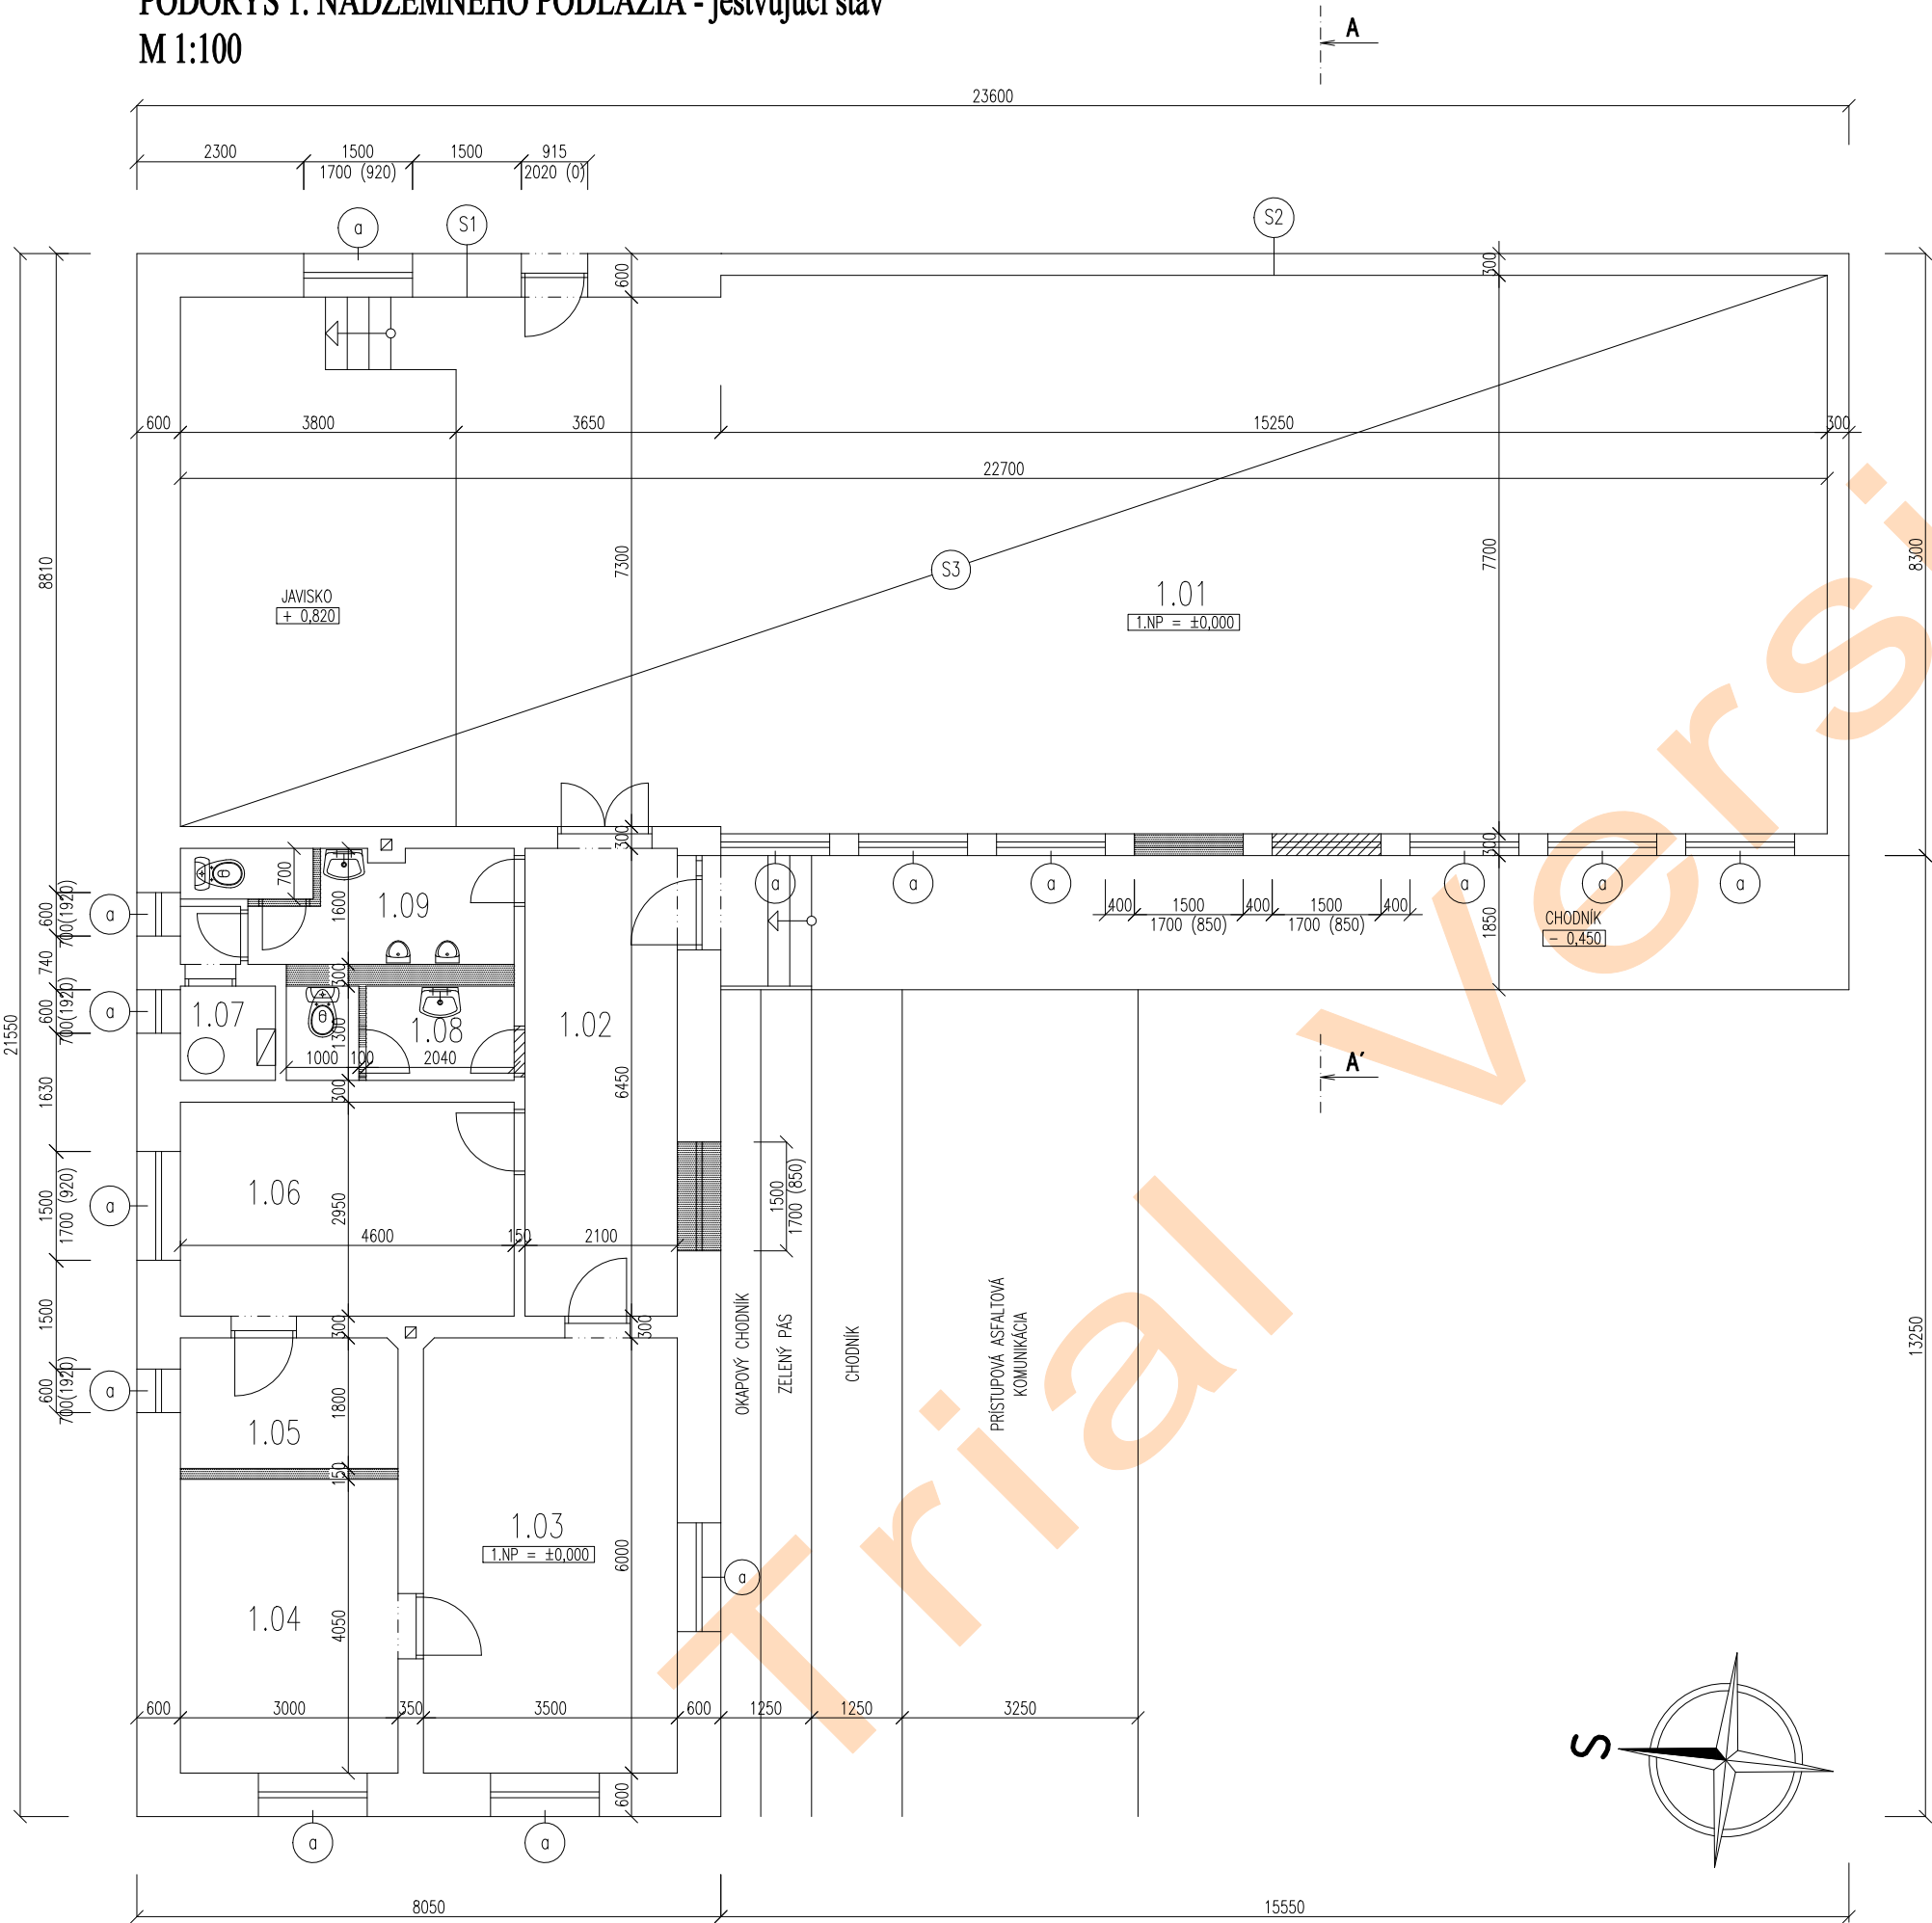 PÔDORYS 1. NADZEMNÉHO PODLAŽIA - jestvujúci stav
M 1:100
A
23600
2300
1500
1500
915
1700 (920)
2020 (0)
a
S1
S2
600
300
600
3800
3650
15250
300
22700
8810
7300
7700
8300
S3
JAVISKO
+ 0,820
1.01
1.NP = ±0,000
300
300
a
a
a
a
a
a
400
1500
400
1500
400
1700 (850)
1700 (850)
1850
CHODNÍK
- 0,450
700
1600
1.09
a
600
700(1920)
740
300
a
600
700(1920)
1.07
1300
1.08
1000
100
2040
1.02
21550
1630
300
6450
A´
a
1500
1700 (920)
1.06
2950
4600
150
2100
1500
1700 (850)
1500
300
300
OKAPOVÝ CHODNÍK
ZELENÝ PÁS
CHODNÍK
PRÍSTUPOVÁ ASFALTOVÁ
KOMUNIKÁCIA
13250
a
600
700(1920)
1800
1.05
150
1.03
1.NP = ±0,000
6000
a
1.04
4050
600
3000
350
3500
600
1250
1250
3250
600
a
a
S
8050
15550
Trial Versi